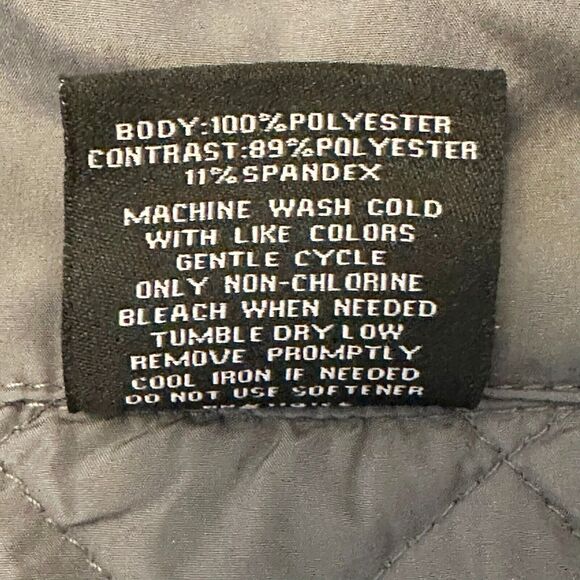 BODY:100%POLYESTER
CONTRAST:89%POLYESTER
11%SPANDEX
MACHINE WASH COLD
WITH LIKE COLORS
GENTLE CYCLE
ONLY NON-CHLORINE
BLEACH WHEN NEEDED
TUMBLE DRY LOW
REMOVE PROMPTLY
COOL IRON IF NEEDED
DO NOT USE SOFTENER